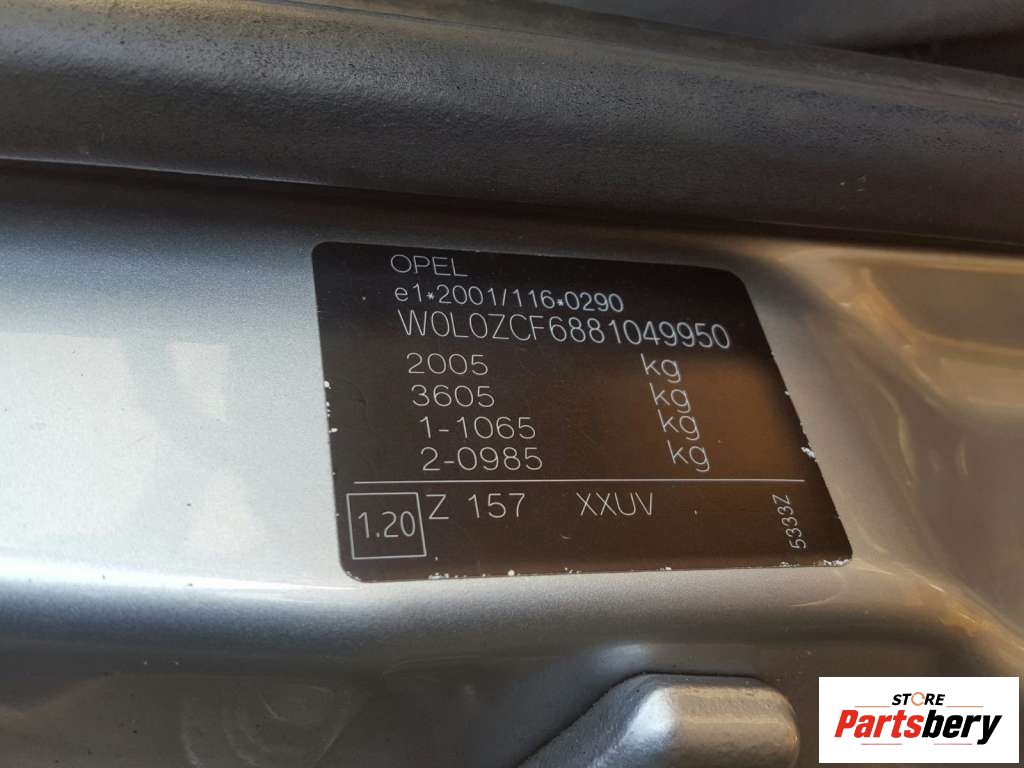 OPEL
e1*2001/116*0290
W0L0ZCF6881049950
2005 kg
3605 kg
1-1065 kg
2-0985 kg
1.20 Z 157 XXUV
5333Z
STORE
Partsbery